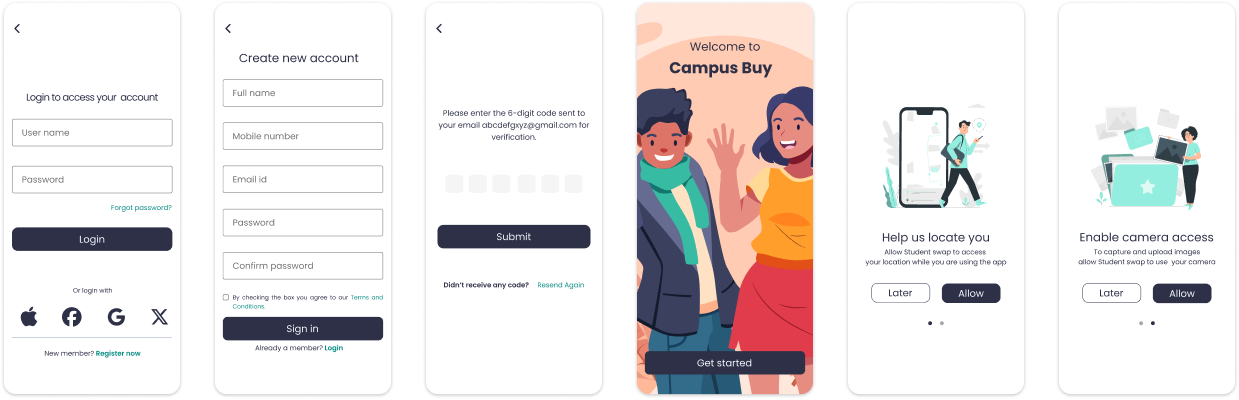 Login to access your account
User name
Password
Forgot password?
Login
Or login with
New member? Register now
Create new account
Full name
Mobile number
Email id
Password
Confirm password
By checking the box you agree to our Terms and
Conditions.
Sign in
Already a member? Login
Please enter the 6-digit code sent to
your email abcdefgxyz@gmail.com for
verification.
Submit
Didn't receive any code? Resend Again
Welcome to
Campus Buy
Get started
Help us locate you
Allow Student swap to access
your location while you are using the app
Later
Allow
Enable camera access
To capture and upload images
allow Student swap to use your camera
Later
Allow